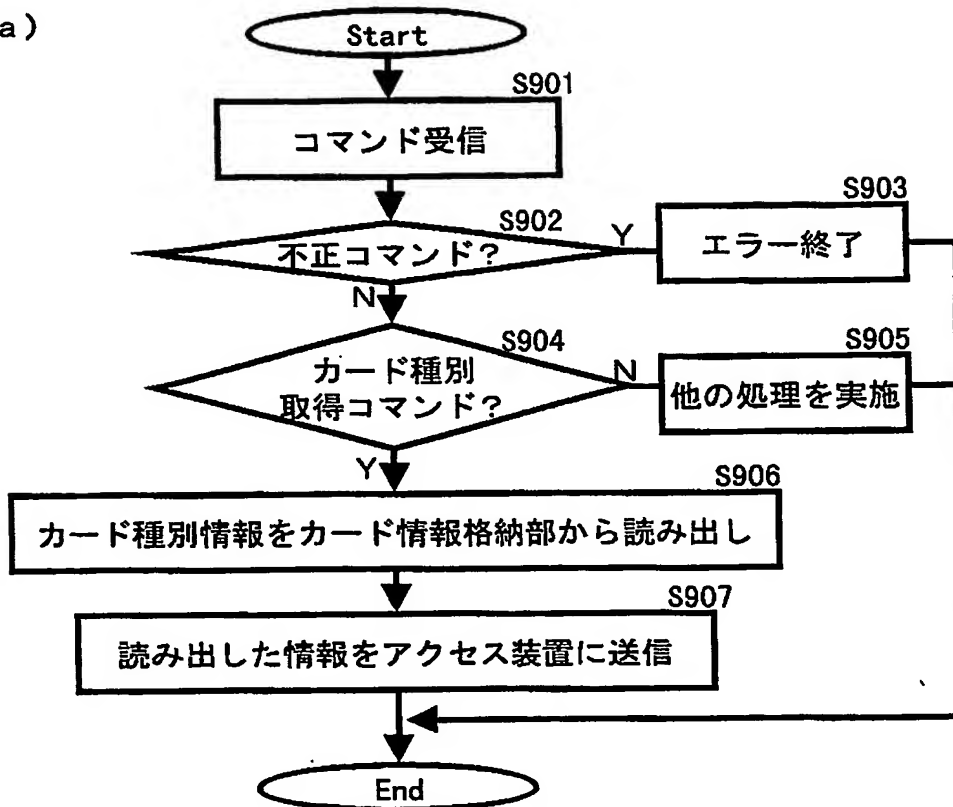 a)
Start
S901
コマンド受信
S902
不正コマンド?
Y
S903
エラー終了
N
S904
カード種別
取得コマンド?
N
S905
他の処理を実施
Y
S906
カード種別情報をカード情報格納部から読み出し
S907
読み出した情報をアクセス装置に送信
End